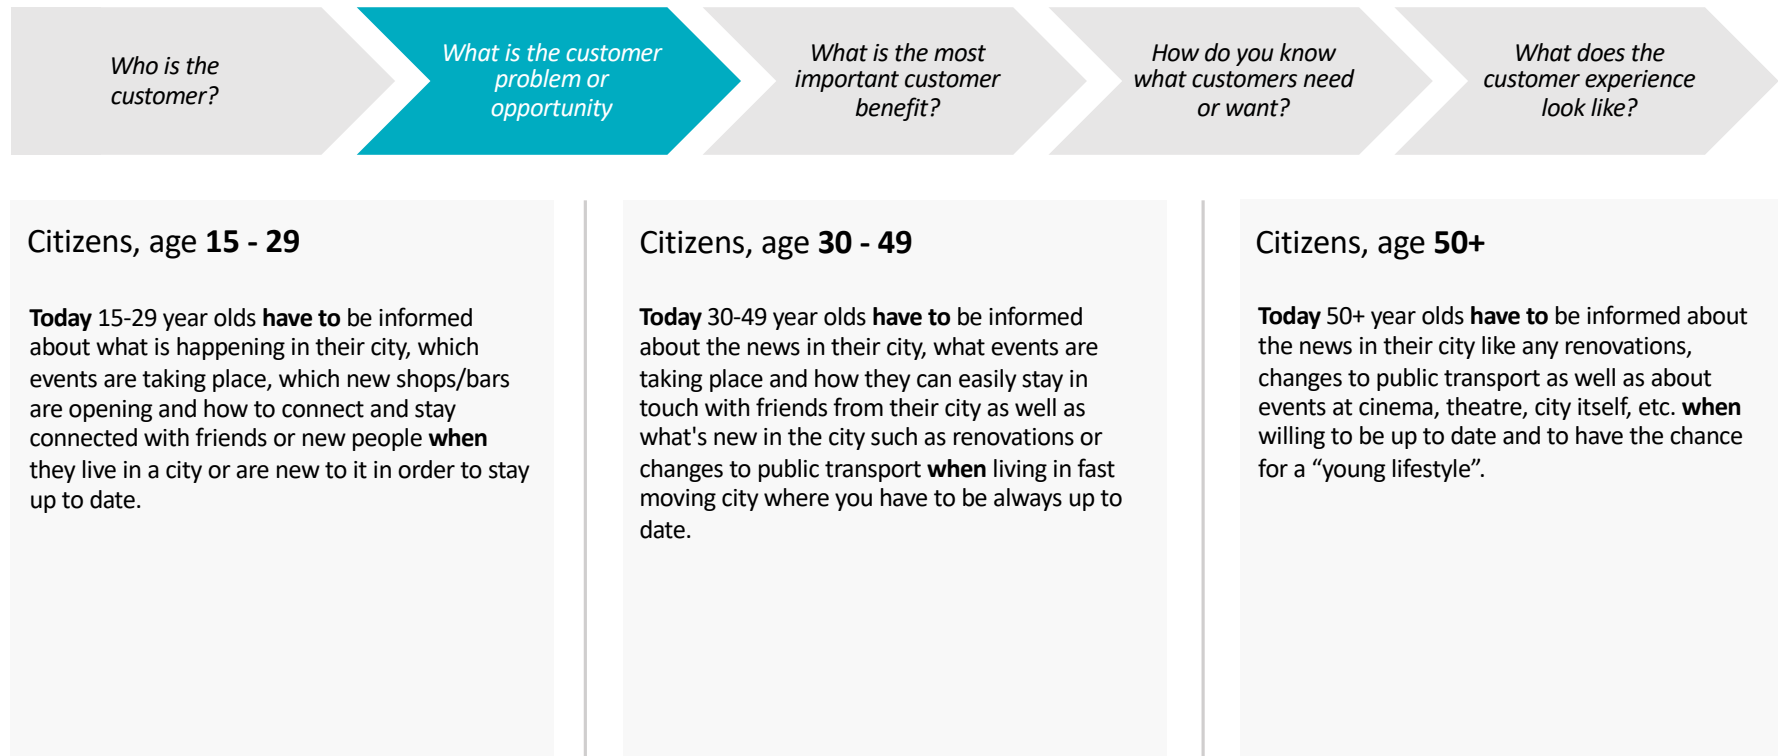 Who is the
customer?
What is the customer
problem or
opportunity
What is the most
important customer
benefit?
How do you know
what customers need
or want?
What does the
customer experience
look like?
Citizens, age 15 - 29
Today 15-29 year olds have to be informed
about what is happening in their city, which
events are taking place, which new shops/bars
are opening and how to connect and stay
connected with friends or new people when
they live in a city or are new to it in order to stay
up to date.
Citizens, age 30 - 49
Today 30-49 year olds have to be informed
about the news in their city, what events are
taking place and how they can easily stay in
touch with friends from their city as well as
what's new in the city such as renovations or
changes to public transport when living in fast
moving city where you have to be always up to
date.
Citizens, age 50+
Today 50+ year olds have to be informed about
the news in their city like any renovations,
changes to public transport as well as about
events at cinema, theatre, city itself, etc. when
willing to be up to date and to have the chance
for a “young lifestyle”.